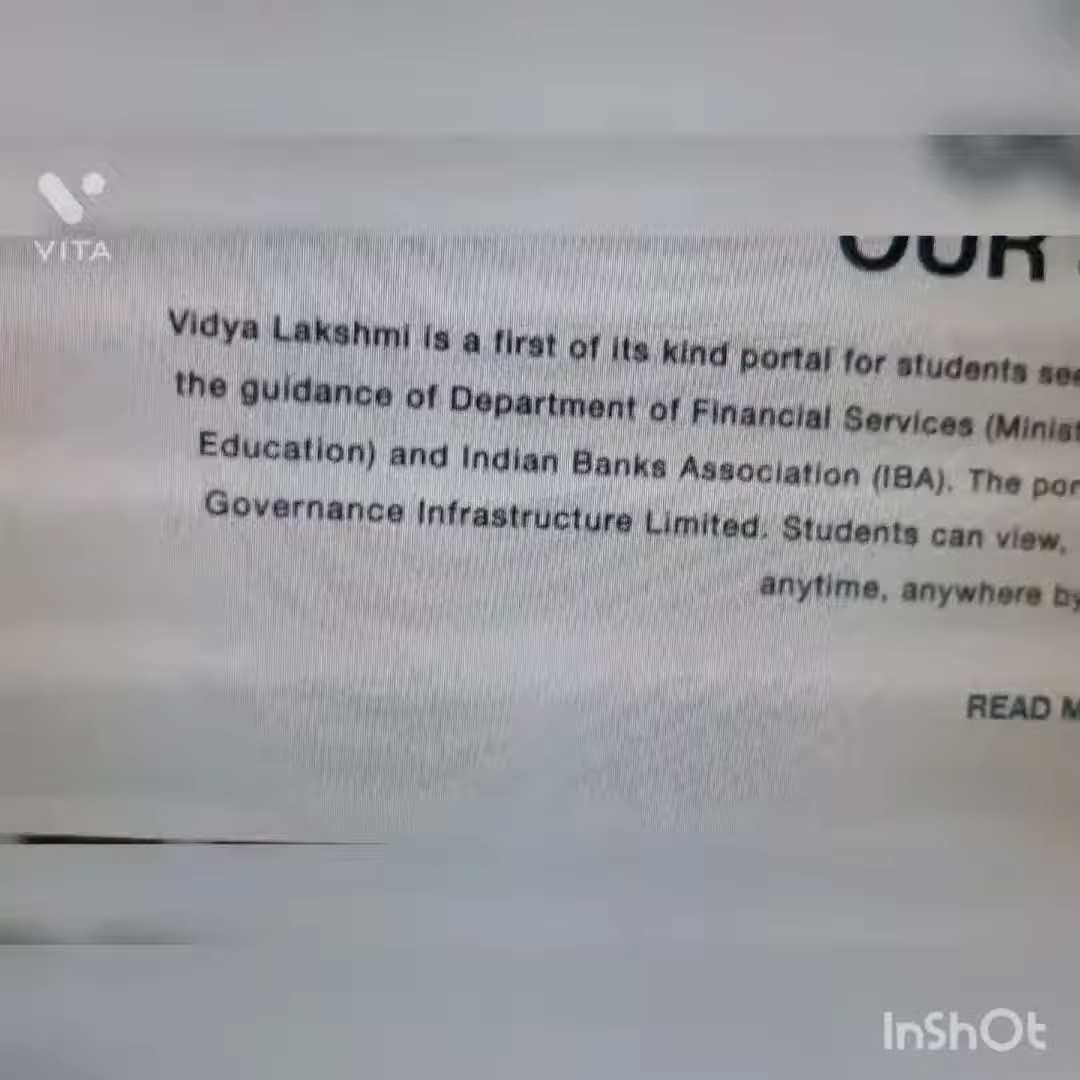 VITA
OUR
Vidya Lakshmi is a first of its kind portal for students
the guidance of Department of Financial Services
Education) and Indian Banks Association (IBA). The
Governance Infrastructure Limited. Students can view,
anytime, anywhere
READ
InShOt